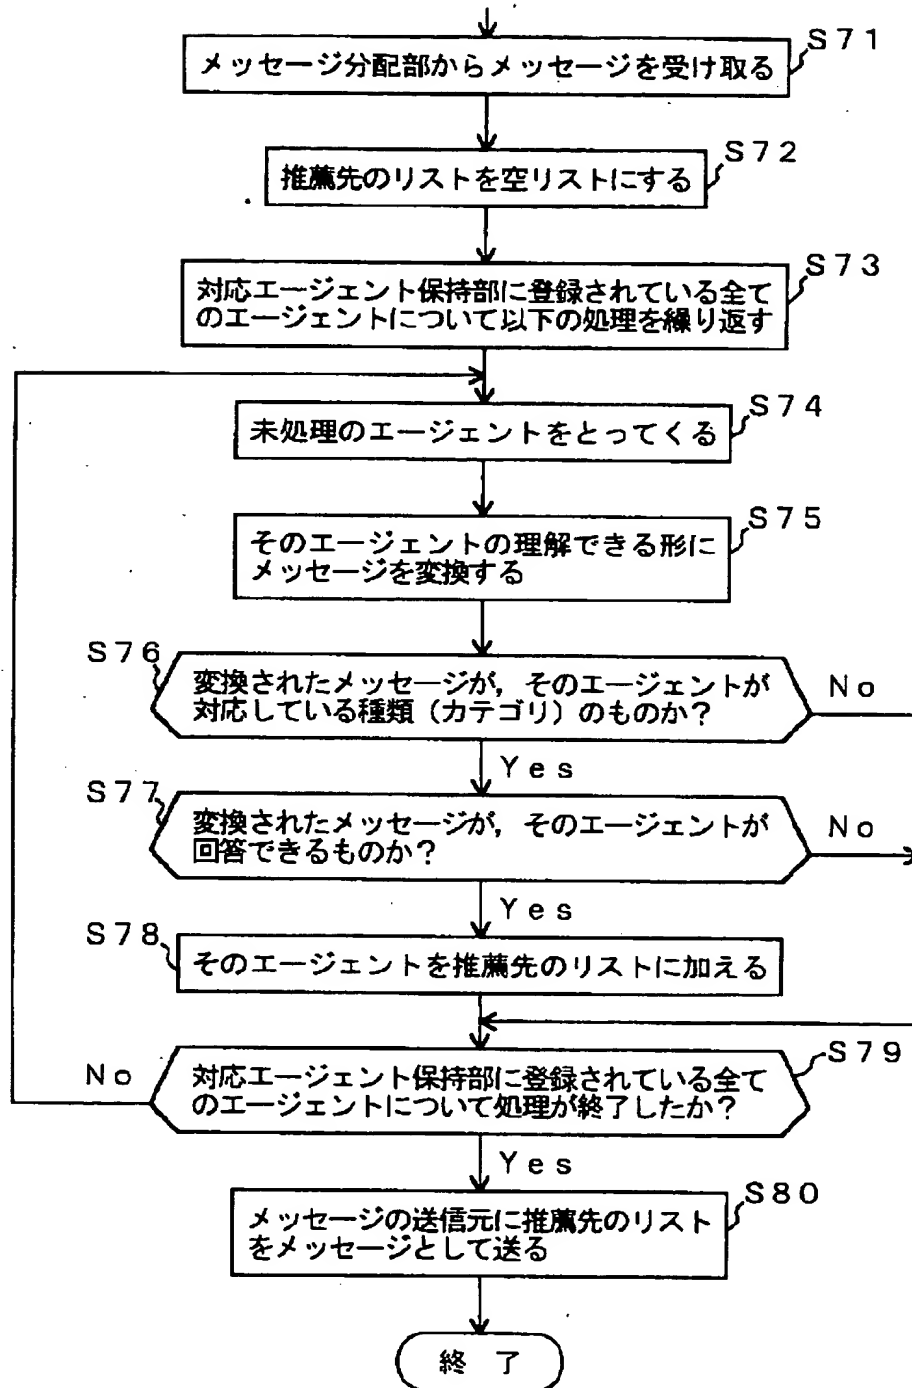 S71
メッセージ分配部からメッセージを受け取る
S72
推薦先のリストを空リストにする
S73
対応エージェント保持部に登録されている全て
のエージェントについて以下の処理を繰り返す
S74
未処理のエージェントをとってくる
S75
そのエージェントの理解できる形に
メッセージを変換する
S76
変換されたメッセージが，そのエージェントが
対応している種類（カテゴリ）のものか？
No
Yes
S77
変換されたメッセージが，そのエージェントが
回答できるものか？
No
Yes
S78
そのエージェントを推薦先のリストに加える
S79
No
対応エージェント保持部に登録されている全て
のエージェントについて処理が終了したか？
Yes
S80
メッセージの送信元に推薦先のリスト
をメッセージとして送る
終 了